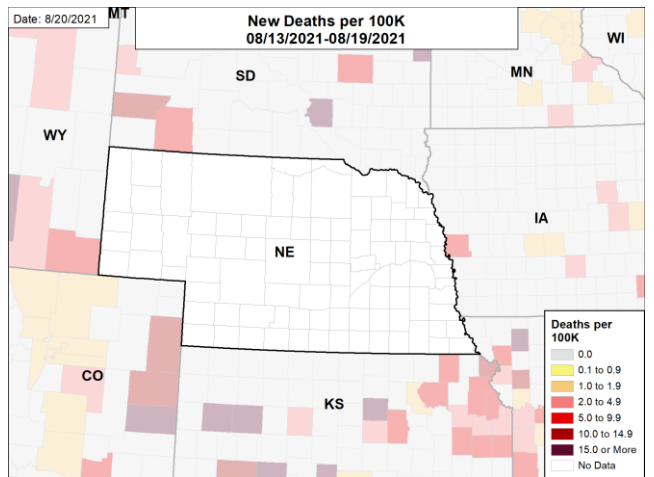 Date: 8/20/2021
New Deaths per 100K
08/13/2021-08/19/2021
MT
WI
SD
MN
WY
IA
NE
CO
KS
Deaths per
100K
0.0
0.1 to 0.9
1.0 to 1.9
2.0 to 4.9
5.0 to 9.9
10.0 to 14.9
15.0 or More
No Data